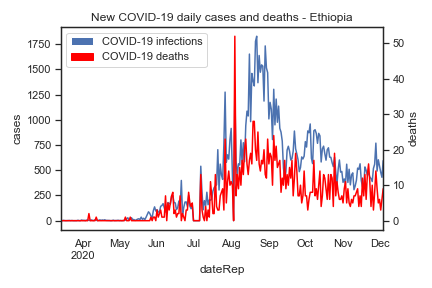 New COVID-19 daily cases and deaths - Ethiopia
COVID-19 infections
COVID-19 deaths
1750
1500
1250
1000
750
500
250
0
cases
50
40
30
20
10
0
deaths
Apr May Jun Jul Aug Sep Oct Nov Dec
2020
dateRep